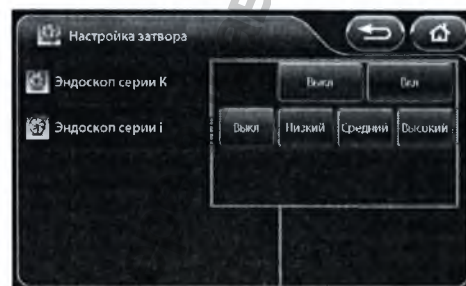 Настройка затвора
Эндоскоп серии K
Выкл Вкл
Эндоскоп серии i
Выкл Низкий Средний Высокий